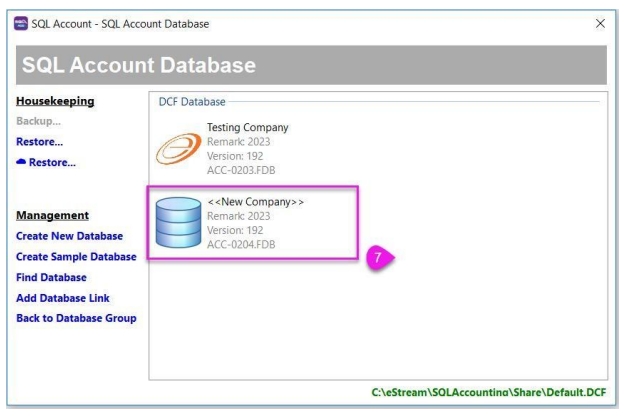 SQL Account - SQL Account Database
SQL Account Database
Housekeeping
Backup...
Restore...
Restore...
Management
Create New Database
Create Sample Database
Find Database
Add Database Link
Back to Database Group
DCF Database
Testing Company
Remark: 2023
Version: 192
ACC-0203.FDB
<<New Company>>
Remark: 2023
Version: 192
ACC-0204.FDB
7
C:\eStream\SQLAccounting\Share\Default.DCF